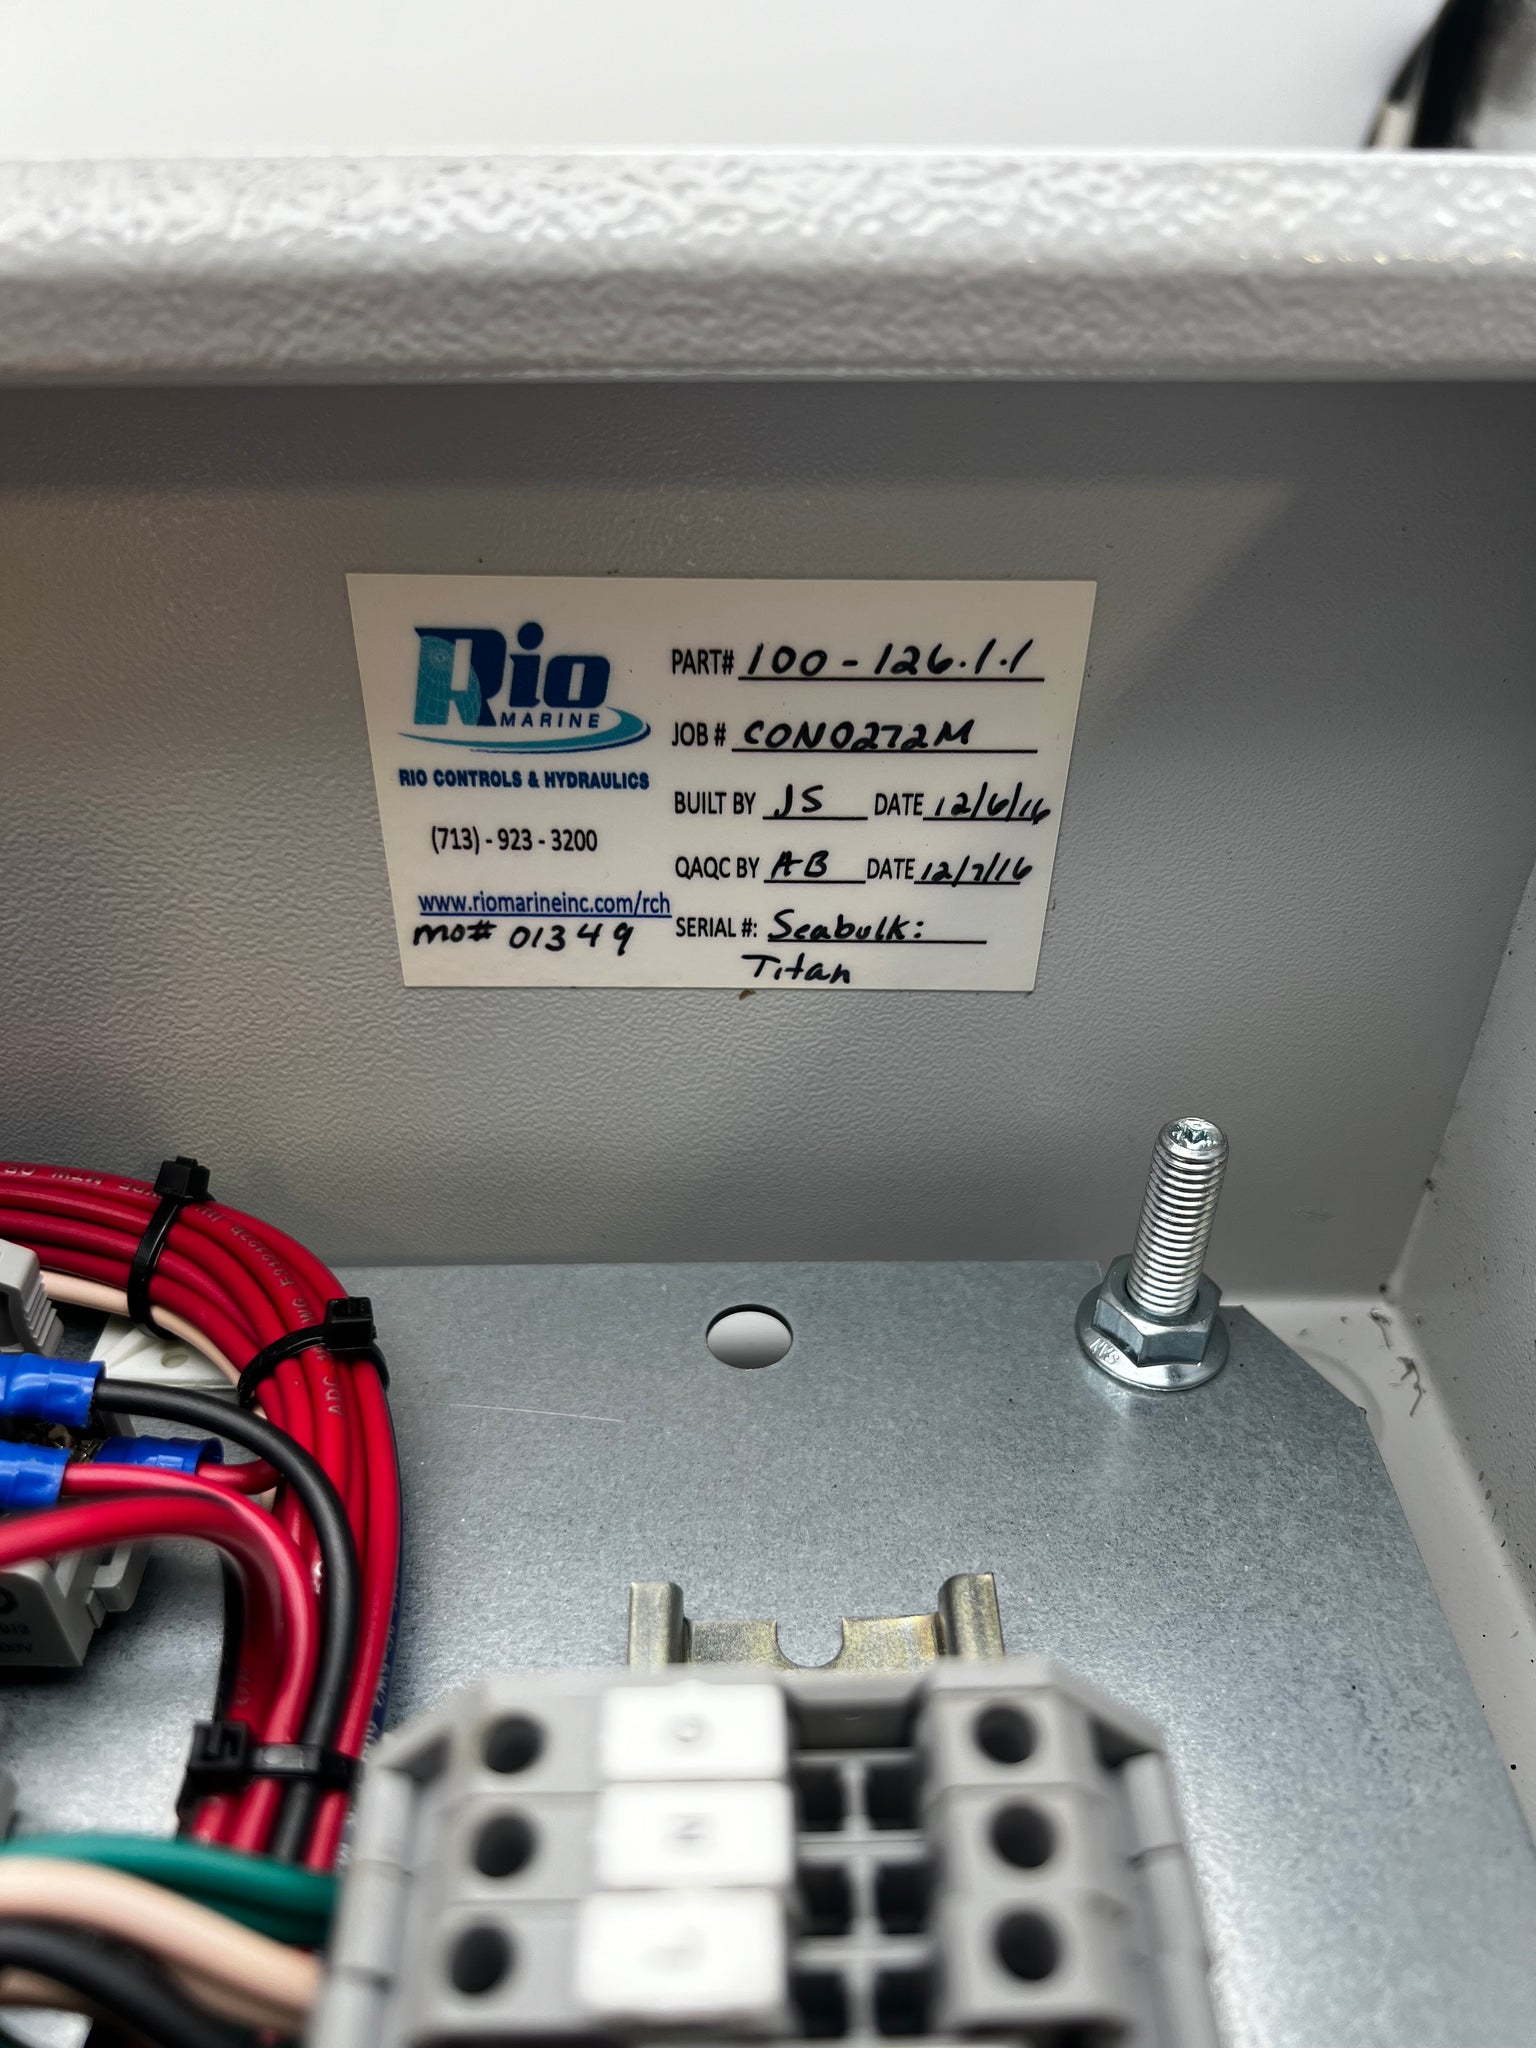 Rio
MARINE
RIO CONTROLS & HYDRAULICS
(713) - 923 - 3200
www.riomarineinc.com/rch
mo# 01349
PART# 100-126.1.1
JOB # CON0272M
BUILT BY JS DATE 12/6/16
QAQC BY AB DATE 12/7/16
SERIAL #: Seabulk:
Titan